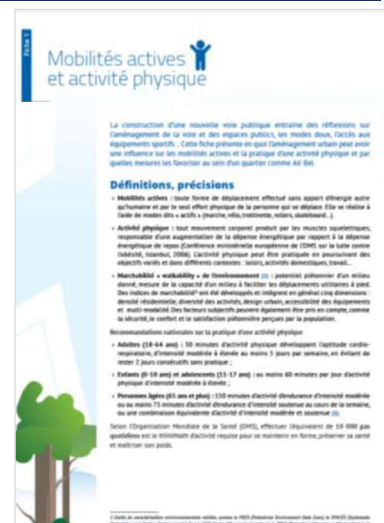 Fiche 1
Mobilités actives
et activité physique
La construction d'une nouvelle voie publique entraine des réflexions sur
l'aménagement de la voie et des espaces publics, les modes doux, l'accès aux
équipements sportifs... Cette fiche présente en quoi l'aménagement urbain peut avoir
une influence sur les mobilités actives et la pratique d'une activité physique et par
quelles mesures les favoriser au sein d'un quartier comme Air Bel.
Définitions, précisions
» Mobilités actives : toute forme de déplacement effectué sans apport d'énergie autre
qu'humaine et par le seul effort physique de la personne qui se déplace. Elle se réalise à
l'aide de modes dits « actifs » (marche, vélo, trottinette, rollers, skateboard...).
» Activité physique : tout mouvement corporel produit par les muscles squelettiques,
responsable d'une augmentation de la dépense énergétique par rapport à la dépense
énergétique de repos (Conférence ministérielle européenne de l'OMS sur la lutte contre
l'obésité, Istanbul, 2006). L'activité physique peut être pratiquée en poursuivant des
objectifs variés et dans différents contextes : loisirs, activités domestiques, travail...
» Marchabilité « walkability » de l'environnement (1) : potentiel piétonnier d'un milieu
donné, mesure de la capacité d'un milieu à faciliter les déplacements utilitaires à pied.
Des indices de marchabilité¹ ont été développés et intègrent en général cinq dimensions :
densité résidentielle, diversité des activités, design urbain, accessibilité des équipements
et multi-modalité. Des facteurs subjectifs peuvent également être pris en compte, comme
la sécurité, le confort et la satisfaction piétonnière perçues par la population.
Recommandations nationales sur la pratique d'une activité physique
» Adultes (18-64 ans) : 30 minutes d'activité physique développant l'aptitude cardio-
respiratoire, d'intensité modérée à élevée au moins 5 jours par semaine, en évitant de
rester 2 jours consécutifs sans pratique ;
» Enfants (0-10 ans) et adolescents (11-17 ans) : au moins 60 minutes par jour d'activité
physique d'intensité modérée à élevée ;
» Personnes âgées (65 ans et plus) : 150 minutes d'activité d'endurance d'intensité modérée
ou au moins 75 minutes d'activité d'endurance d'intensité soutenue au cours de la semaine,
ou une combinaison équivalente d'activité d'intensité modérée et soutenue (2).
Selon l'Organisation Mondiale de la Santé (OMS), effectuer l'équivalent de 10 000 pas
quotidiens est le minimum d'activité requise pour se maintenir en forme, préserver sa santé
et maîtriser son poids.